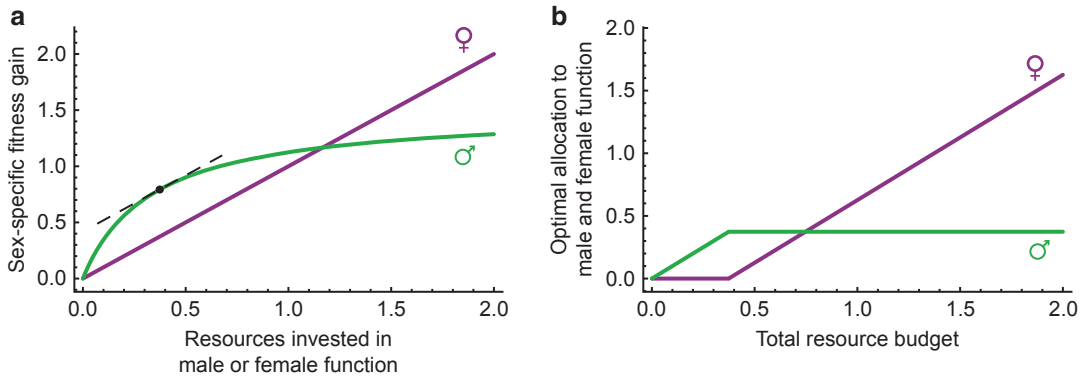 a
Sex-specific fitness gain
2.0
1.5
1.0
0.5
0.0
♀
♂
0.0 0.5 1.0 1.5 2.0
Resources invested in
male or female function
b
Optimal allocation to
male and female function
2.0
1.5
1.0
0.5
0.0
♀
♂
0.0 0.5 1.0 1.5 2.0
Total resource budget